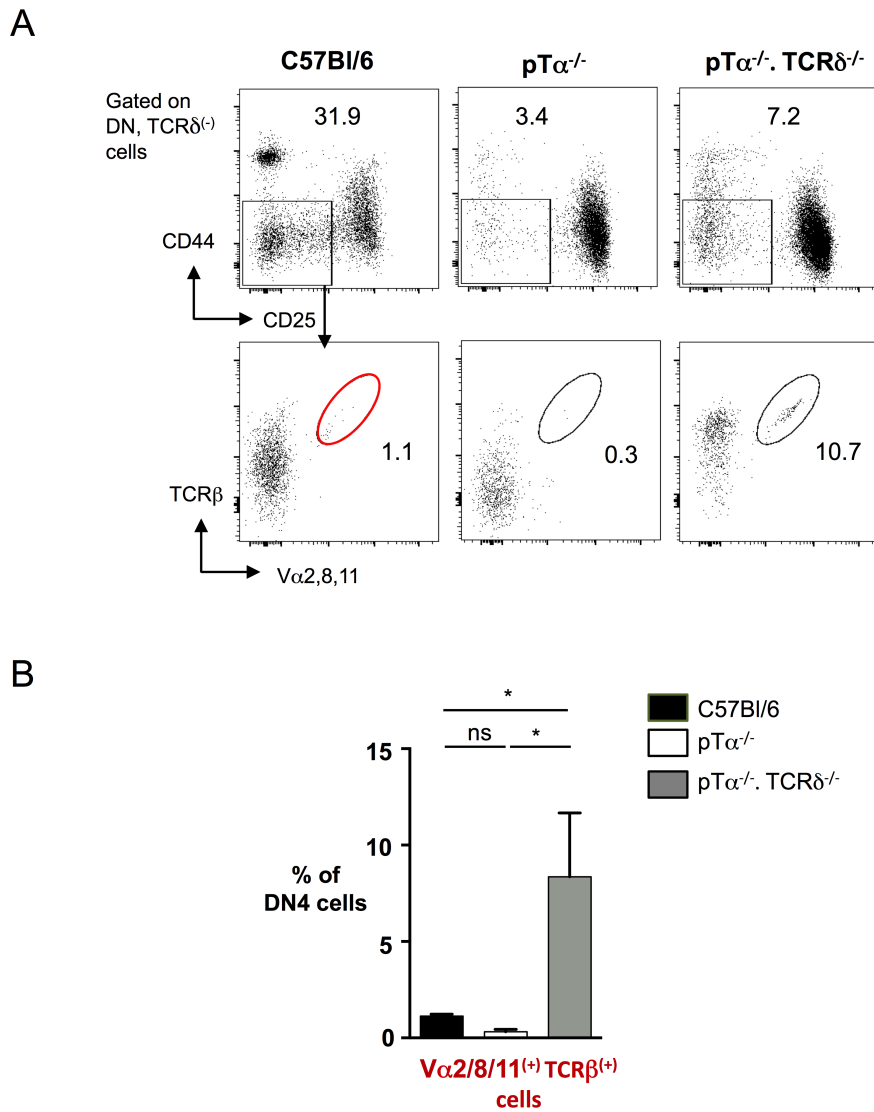 A
C57Bl/6
pTα-/-
pTα-/-. TCRδ-/-
Gated on
DN, TCRδ(-)
cells
31.9
3.4
7.2
CD44
CD25
1.1
0.3
10.7
TCRβ
Vα2,8,11
B
*
ns
*
C57Bl/6
pTα-/-
pTα-/-. TCRδ-/-
15
10
5
0
% of
DN4 cells
Vα2/8/11(+) TCRβ(+)
cells